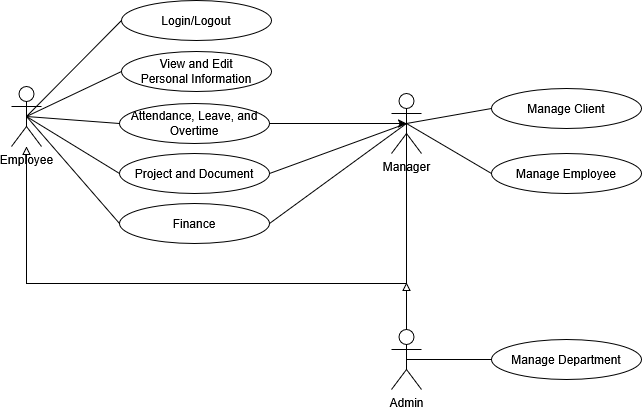 Login/Logout
View and Edit
Personal Information
Attendance, Leave, and
Overtime
Employee
Manager
Project and Document
Finance
Manage Client
Manage Employee
Manage Department
Admin